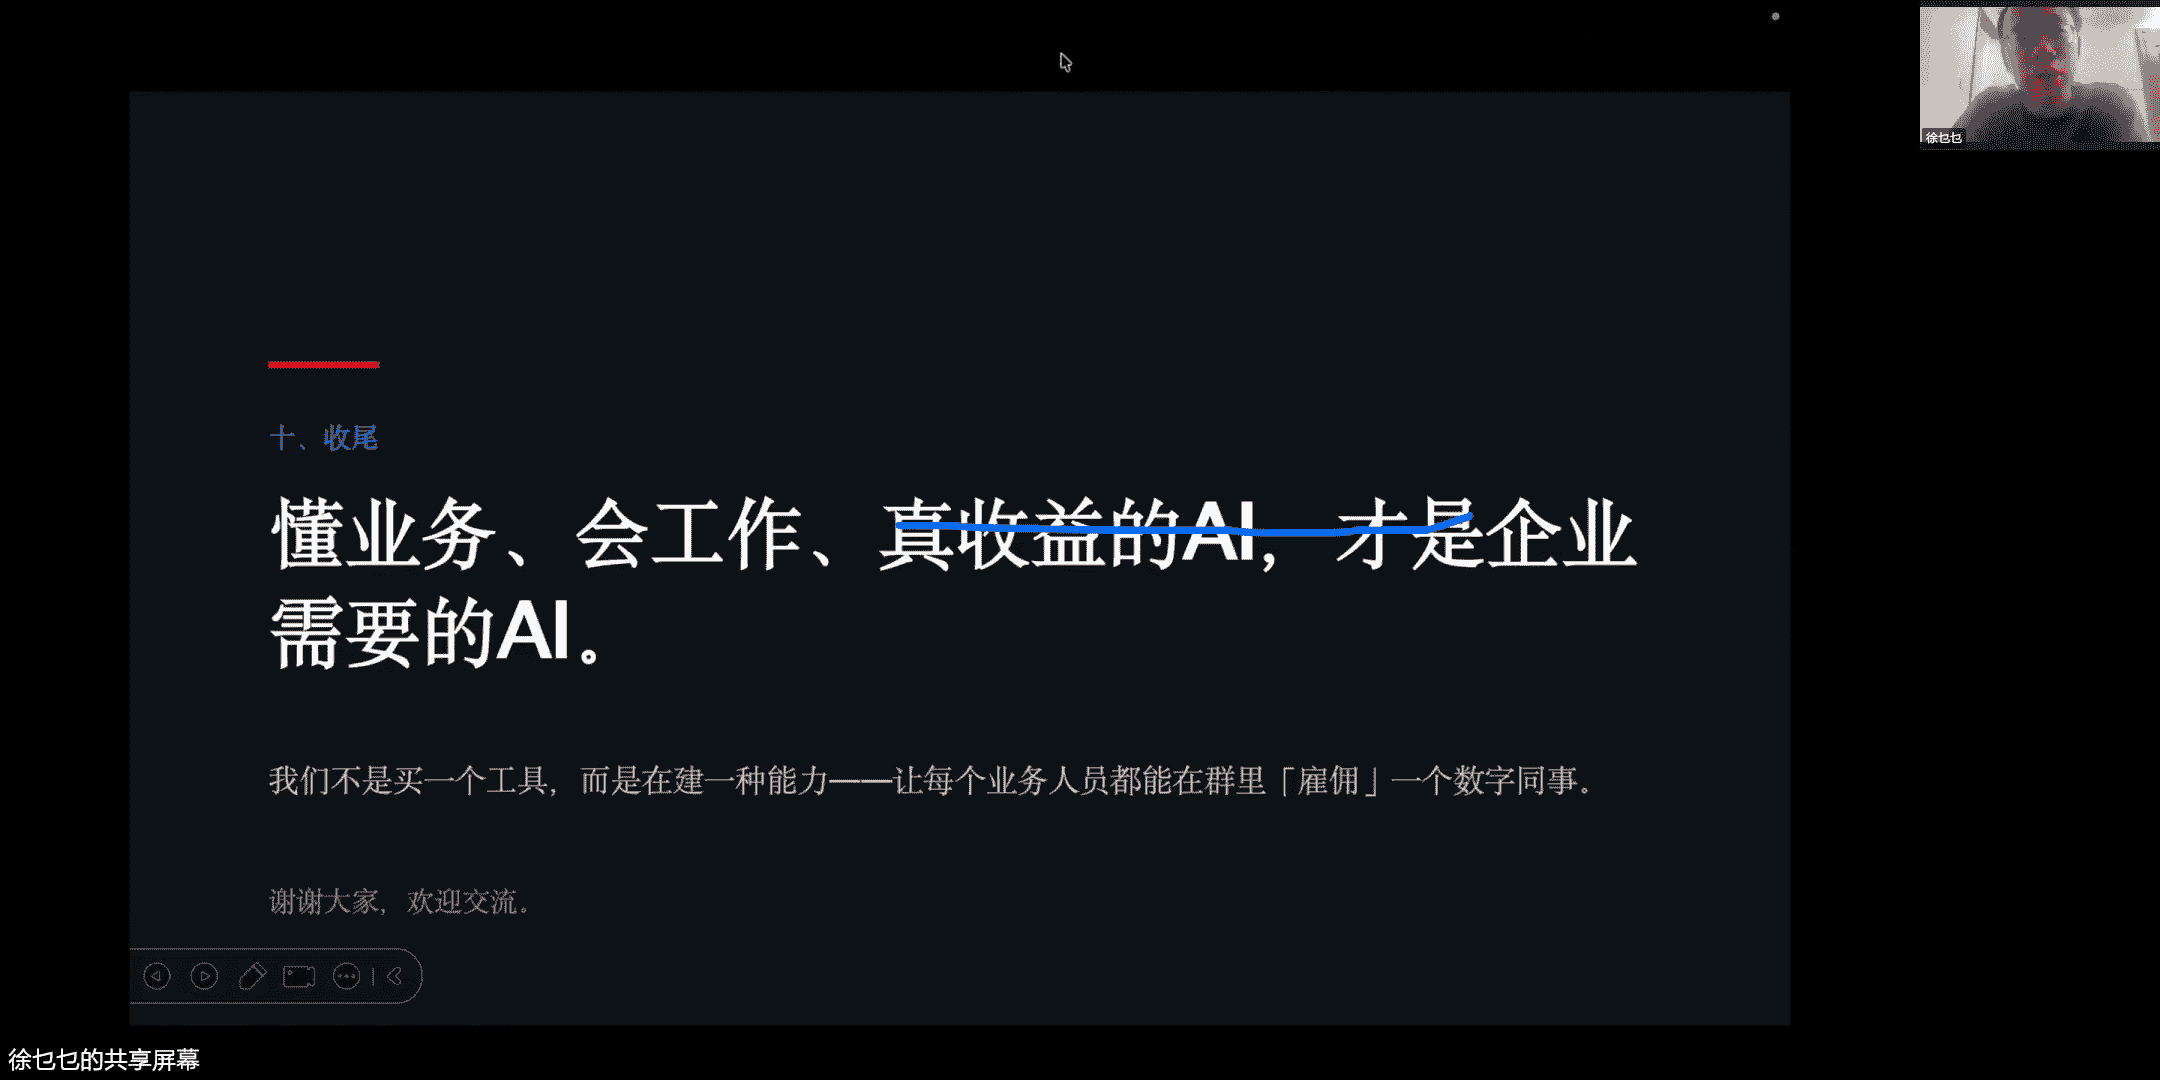 徐乜乜
十、收尾
懂业务、会工作、真收益的AI，才是企业
需要的AI。
我们不是买一个工具，而是在建一种能力——让每个业务人员都能在群里「雇佣」一个数字同事。
谢谢大家，欢迎交流。
徐乜乜的共享屏幕